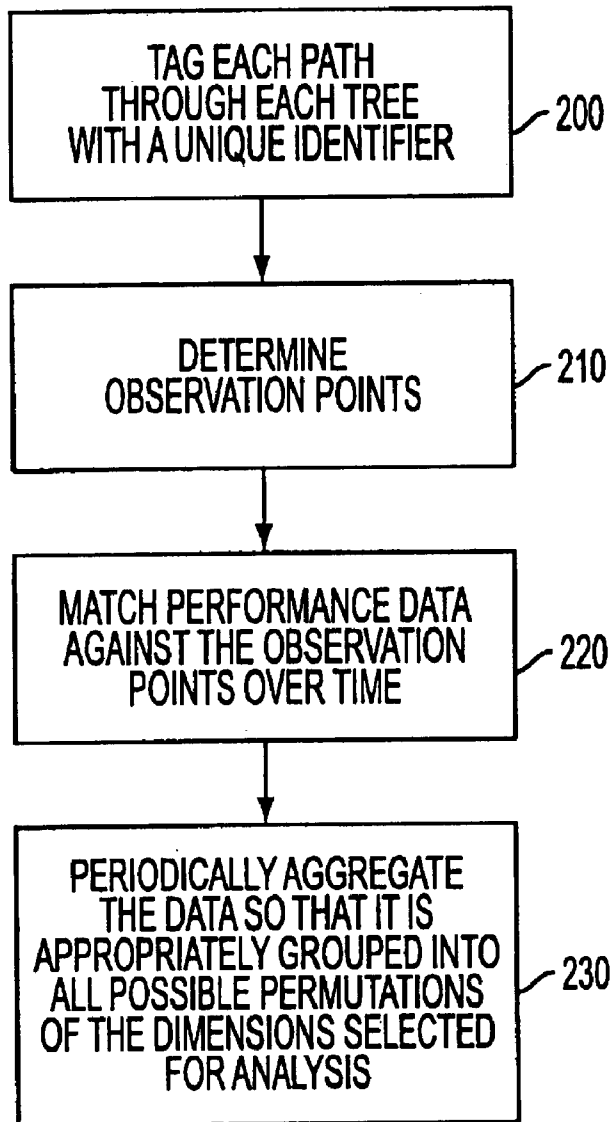 TAG EACH PATH
THROUGH EACH TREE
WITH A UNIQUE IDENTIFIER
200
DETERMINE
OBSERVATION POINTS
210
MATCH PERFORMANCE DATA
AGAINST THE OBSERVATION
POINTS OVER TIME
220
PERIODICALLY AGGREGATE
THE DATA SO THAT IT IS
APPROPRIATELY GROUPED INTO
ALL POSSIBLE PERMUTATIONS
OF THE DIMENSIONS SELECTED
FOR ANALYSIS
230